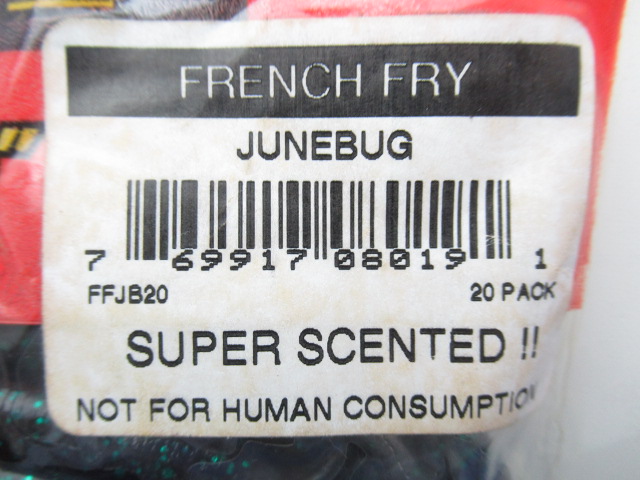 FRENCH FRY
JUNEBUG
7 69917 08019 1
FFJB20 20 PACK
SUPER SCENTED !!
NOT FOR HUMAN CONSUMPTION